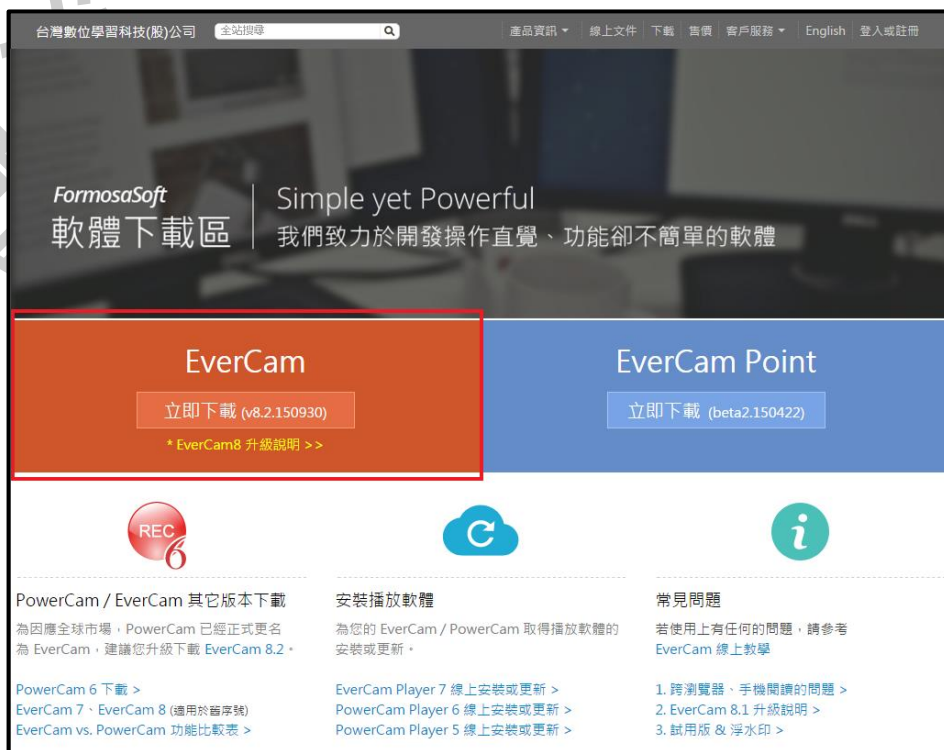 台灣數位學習科技(股)公司 全站搜尋 產品資訊 線上文件 下載 售價 客戶服務 English 登入或註冊
FormosaSoft
軟體下載區
Simple yet Powerful
我們致力於開發操作直覺、功能卻不簡單的軟體
EverCam
立即下載 (v8.2.150930)
* EverCam8 升級說明 >>
EverCam Point
立即下載 (beta2.150422)
REC
6
PowerCam / EverCam 其它版本下載
為因應全球市場，PowerCam 已經正式更名
為 EverCam，建議您升級下載 EverCam 8.2。
PowerCam 6 下載 >
EverCam 7、EverCam 8 (適用於舊序號)
EverCam vs. PowerCam 功能比較表 >
安裝播放軟體
為您的 EverCam / PowerCam 取得播放軟體的
安裝或更新。
EverCam Player 7 線上安裝或更新 >
PowerCam Player 6 線上安裝或更新 >
PowerCam Player 5 線上安裝或更新 >
常見問題
若使用上有任何的問題，請參考
EverCam 線上教學
1. 跨瀏覽器、手機閱讀的問題 >
2. EverCam 8.1 升級說明 >
3. 試用版 & 浮水印 >